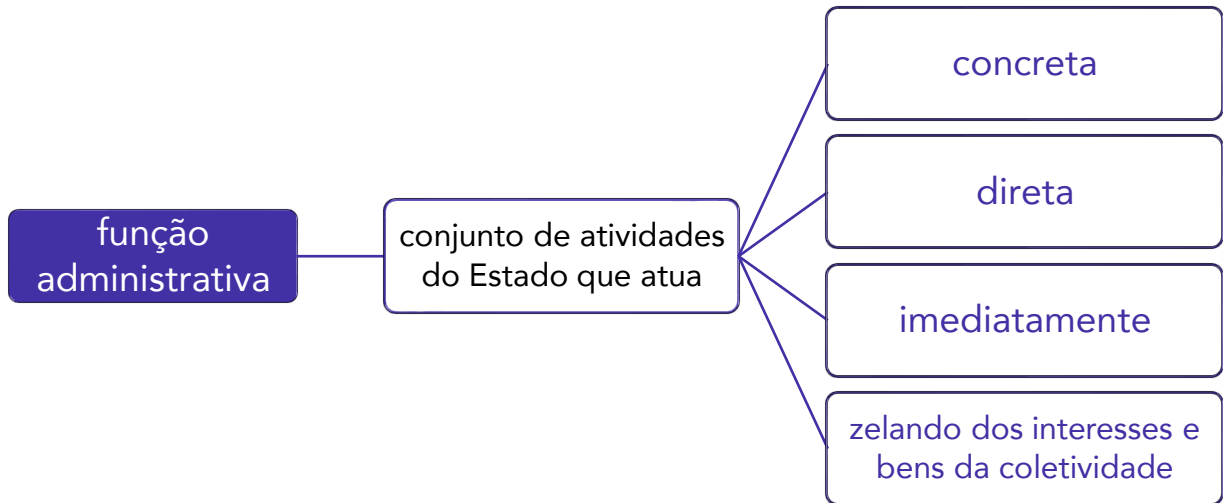 função
administrativa
conjunto de atividades
do Estado que atua
concreta
direta
imediatamente
zelando dos interesses e
bens da coletividade